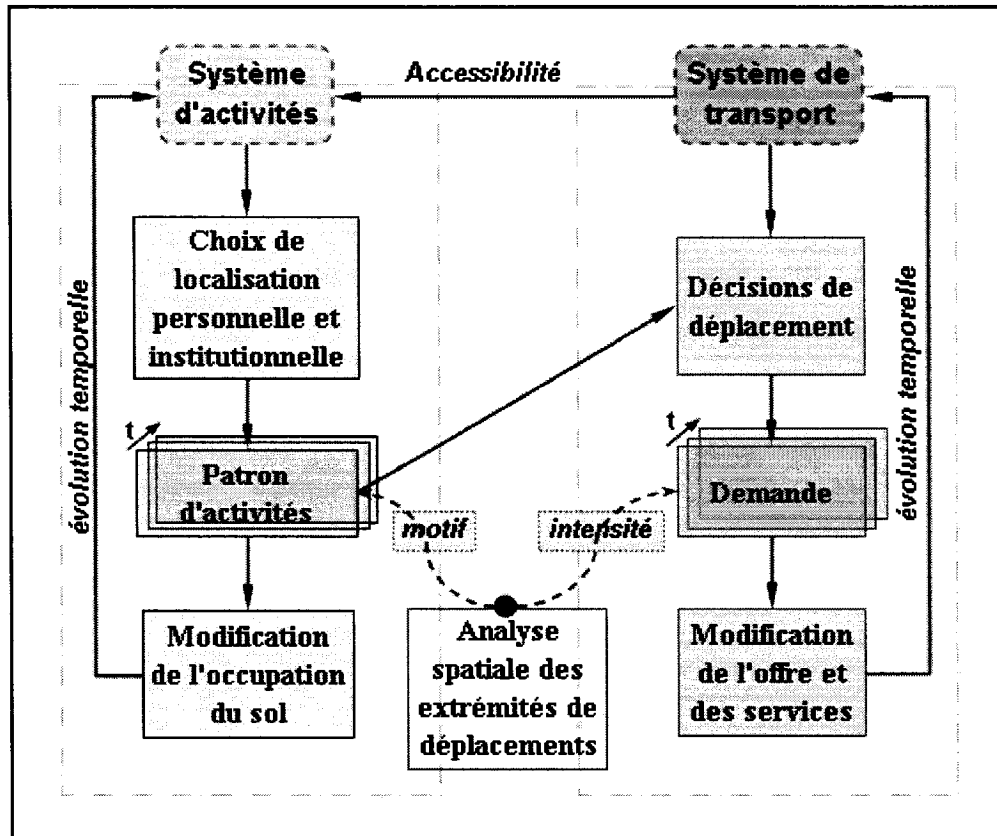 Système
d'activités
Accessibilité
Système de
transport
Choix de
localisation
personnelle et
institutionnelle
Décisions de
déplacement
évolution temporelle
évolution temporelle
t
Patron
d'activités
t
Demande
motif
intensité
Modification
de l'occupation
du sol
Analyse
spatiale des
extrémités de
déplacements
Modification
de l'offre et
des services